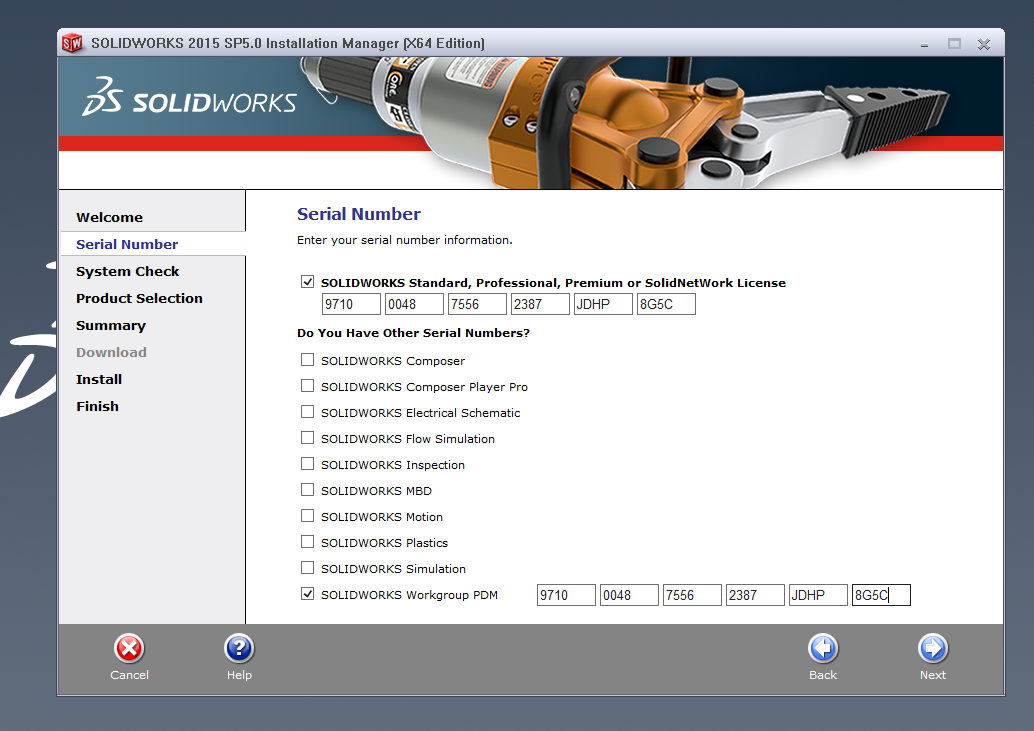 SW SOLIDWORKS 2015 SP5.0 Installation Manager (X64 Edition)
SOLIDWORKS
Welcome
Serial Number
System Check
Product Selection
Summary
Download
Install
Finish
Serial Number
Enter your serial number information.
SOLIDWORKS Standard, Professional, Premium or SolidNetWork License
9710 0048 7556 2387 JDHP 8G5C
Do You Have Other Serial Numbers?
SOLIDWORKS Composer
SOLIDWORKS Composer Player Pro
SOLIDWORKS Electrical Schematic
SOLIDWORKS Flow Simulation
SOLIDWORKS Inspection
SOLIDWORKS MBD
SOLIDWORKS Motion
SOLIDWORKS Plastics
SOLIDWORKS Simulation
SOLIDWORKS Workgroup PDM 9710 0048 7556 2387 JDHP 8G5C
Cancel Help Back Next